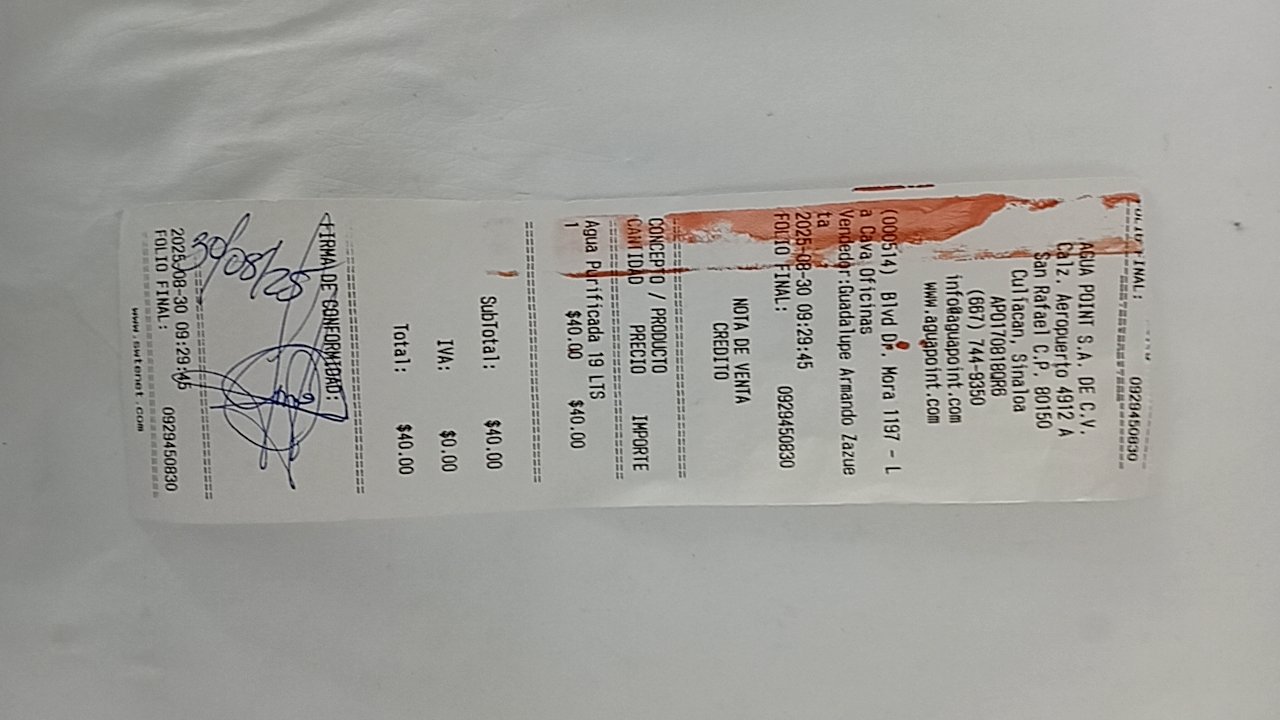 FOLIO FINAL: 0929450830
==============================
AGUA POINT S.A. DE C.V.
Calz. Aeropuerto 4912 A
San Rafael C.P. 80150
Culiacan, Sinaloa
APO170818QR6
(667) 744-9350
info@aguapoint.com
www.aguapoint.com
(000514) Blvd Dr. Mora 1197 - L
a Cava Oficinas
Vendedor:Guadalupe Armando Zazue
ta
2025-08-30 09:29:45
FOLIO FINAL: 0929450830
NOTA DE VENTA
CREDITO
==============================
CONCEPTO / PRODUCTO
CANTIDAD PRECIO IMPORTE
==============================
Agua Purificada 19 LTS
1 $40.00 $40.00
==============================
SubTotal: $40.00
IVA: $0.00
Total: $40.00
==============================
FIRMA DE CONFORMIDAD:
30/08/25
==============================
2025-08-30 09:29:45
FOLIO FINAL: 0929450830
==============================
www.swfenet.com